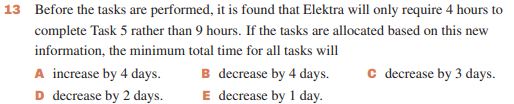 13 Before the tasks are performed, it is found that Elektra will only require 4 hours to
complete Task 5 rather than 9 hours. If the tasks are allocated based on this new
information, the minimum total time for all tasks will
A increase by 4 days. B decrease by 4 days. C decrease by 3 days.
D decrease by 2 days. E decrease by 1 day.